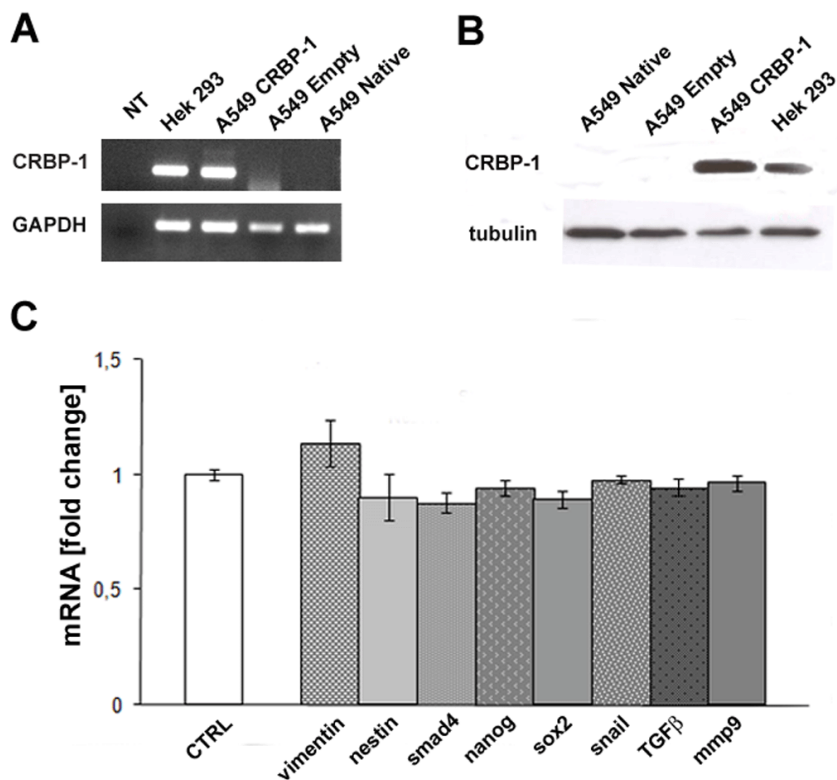 A
B
NT
Hek 293
A549 CRBP-1
A549 Empty
A549 Native
A549 Native
A549 Empty
A549 CRBP-1
Hek 293
CRBP-1
GAPDH
CRBP-1
tubulin
C
mRNA [fold change]
1,5
1
0,5
0
CTRL
vimentin
nestin
smad4
nanog
sox2
snail
TGFβ
mmp9